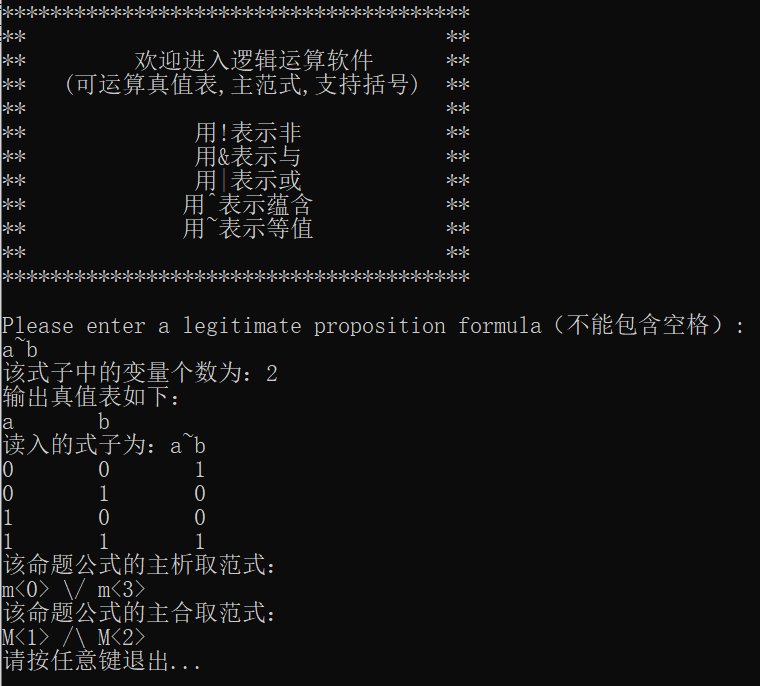 ***************************************
**                                   **
**         欢迎进入逻辑运算软件      **
**   (可运算真值表,主范式,支持括号)  **
**                                   **
**              用!表示非            **
**              用&表示与            **
**              用|表示或            **
**             用^表示蕴含           **
**             用~表示等值           **
**                                   **
***************************************
Please enter a legitimate proposition formula（不能包含空格）:
a~b
该式子中的变量个数为：2
输出真值表如下：
a       b
读入的式子为：a~b
0       0       1
0       1       0
1       0       0
1       1       1
该命题公式的主析取范式：
m<0> \/ m<3>
该命题公式的主合取范式：
M<1> /\ M<2>
请按任意键退出...